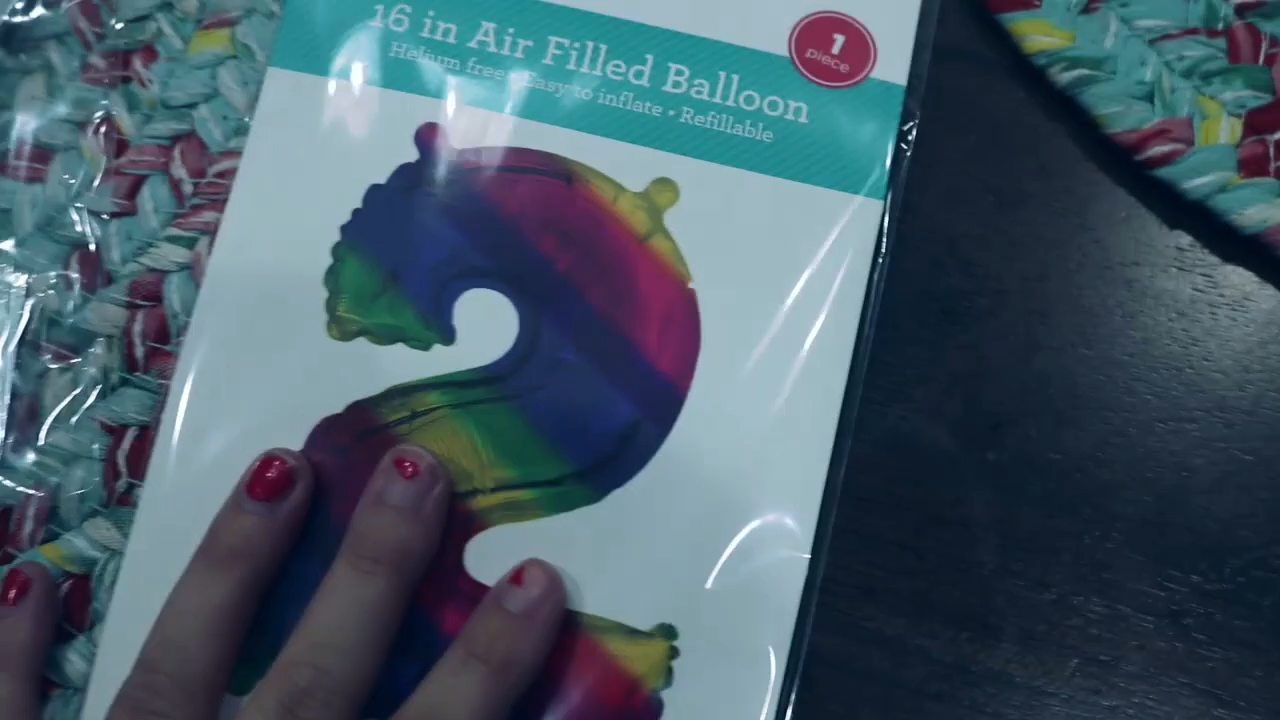 16 in Air Filled Balloon
Helium free • Easy to inflate • Refillable
1
piece